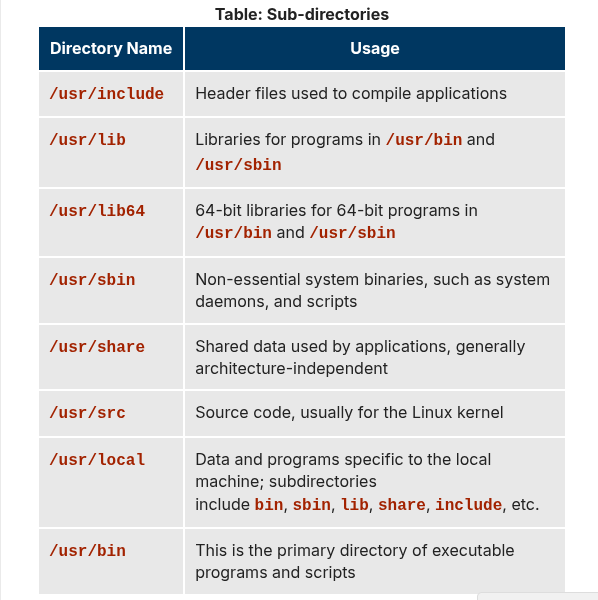 Table: Sub-directories
Directory Name Usage
/usr/include Header files used to compile applications
/usr/lib Libraries for programs in /usr/bin and
/usr/sbin
/usr/lib64 64-bit libraries for 64-bit programs in
/usr/bin and /usr/sbin
/usr/sbin Non-essential system binaries, such as system
daemons, and scripts
/usr/share Shared data used by applications, generally
architecture-independent
/usr/src Source code, usually for the Linux kernel
/usr/local Data and programs specific to the local
machine; subdirectories
include bin, sbin, lib, share, include, etc.
/usr/bin This is the primary directory of executable
programs and scripts